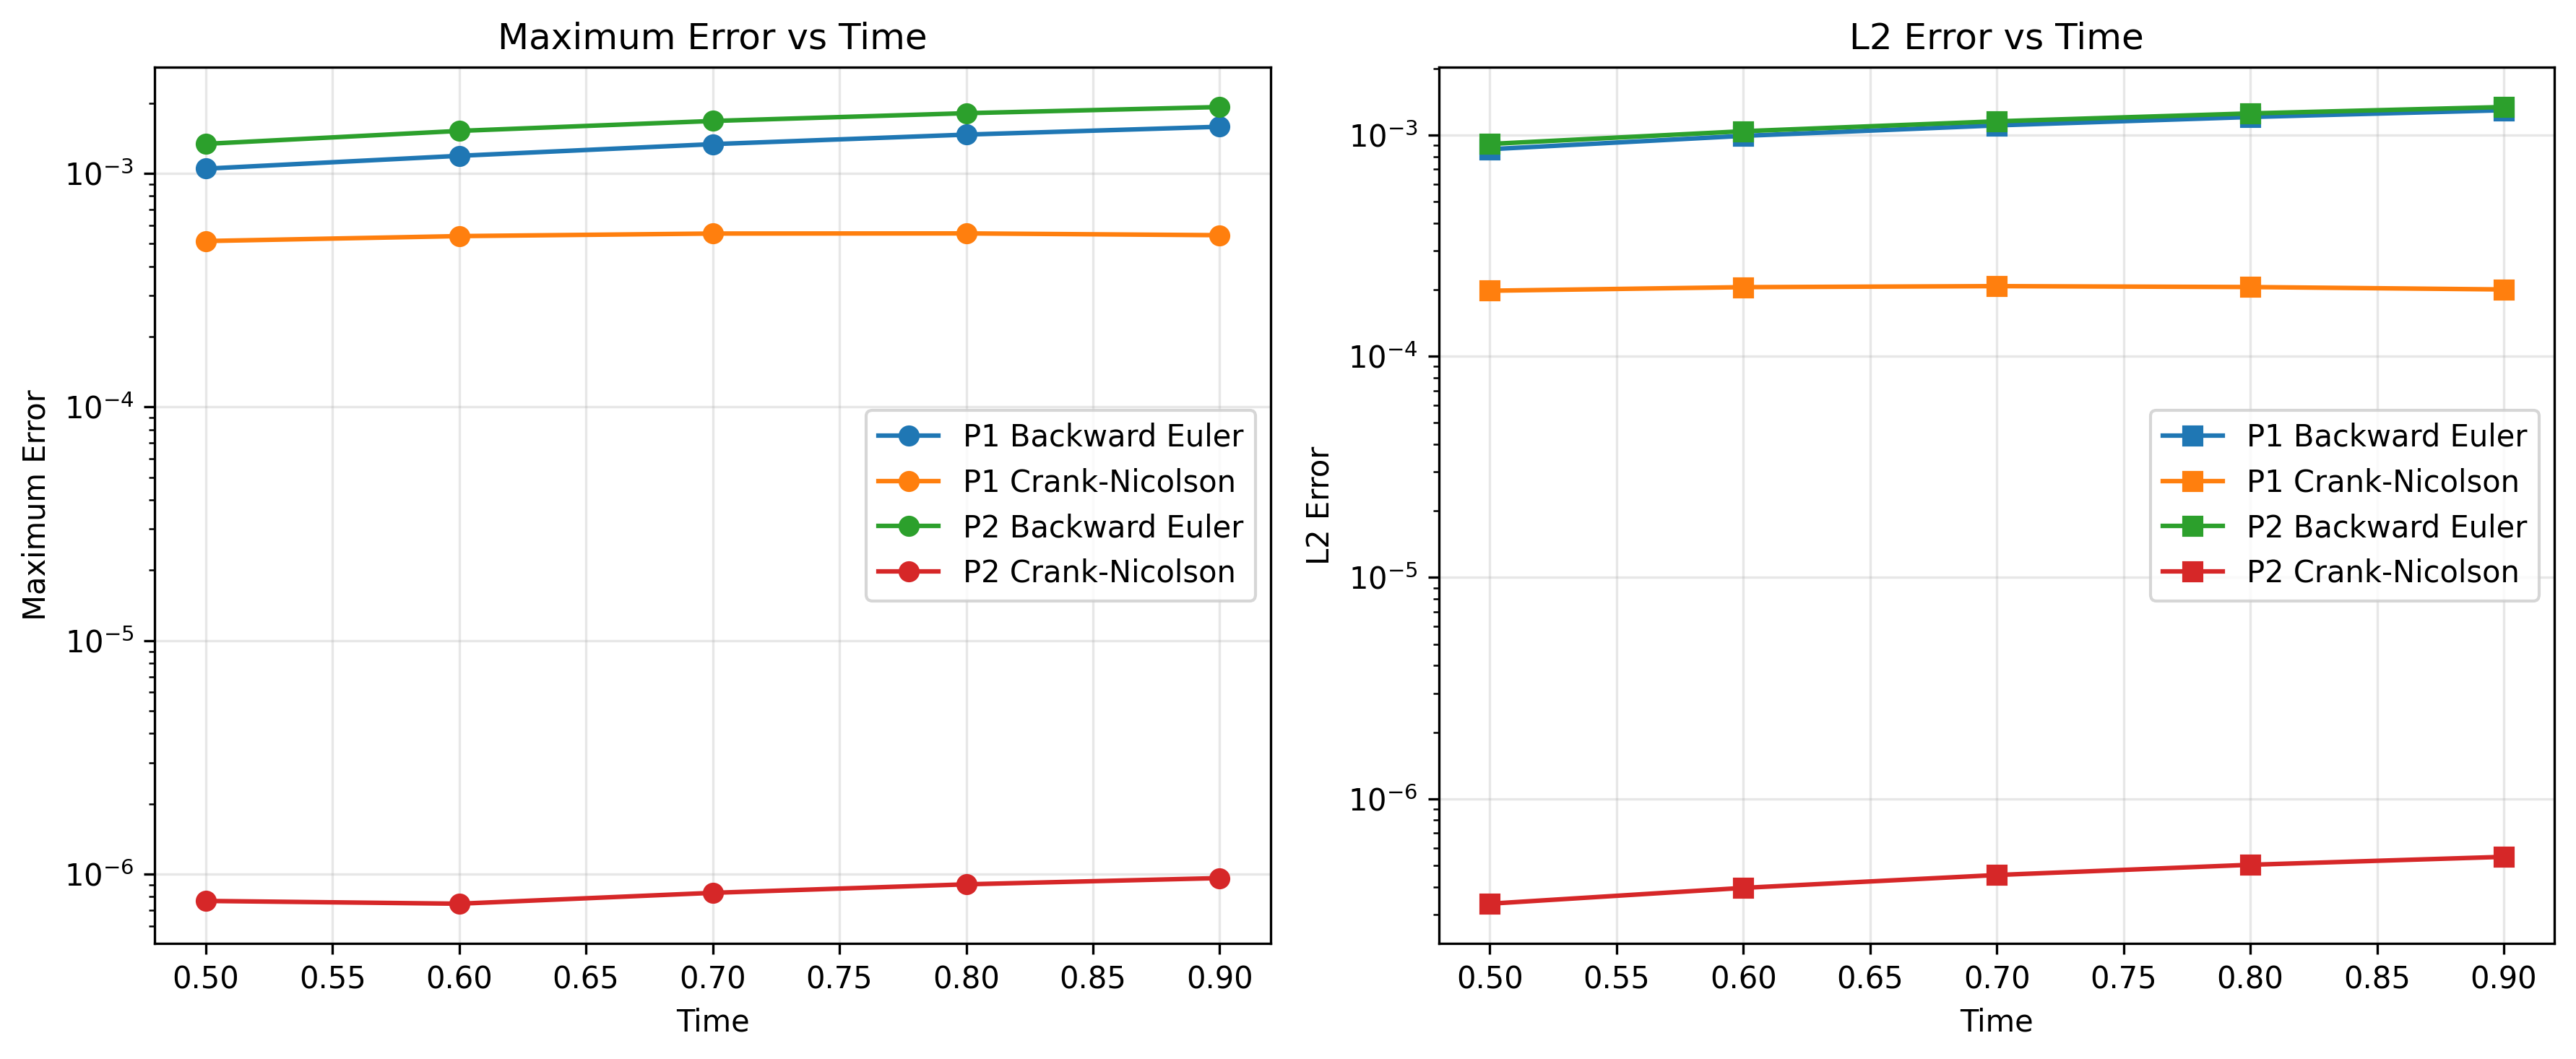 Maximum Error vs Time
Maximum Error
10⁻³
10⁻⁴
10⁻⁵
10⁻⁶
P1 Backward Euler
P1 Crank-Nicolson
P2 Backward Euler
P2 Crank-Nicolson
0.50 0.55 0.60 0.65 0.70 0.75 0.80 0.85 0.90
Time
L2 Error vs Time
L2 Error
10⁻³
10⁻⁴
10⁻�5
10⁻⁶
P1 Backward Euler
P1 Crank-Nicolson
P2 Backward Euler
P2 Crank-Nicolson
0.50 0.55 0.60 0.65 0.70 0.75 0.80 0.85 0.90
Time